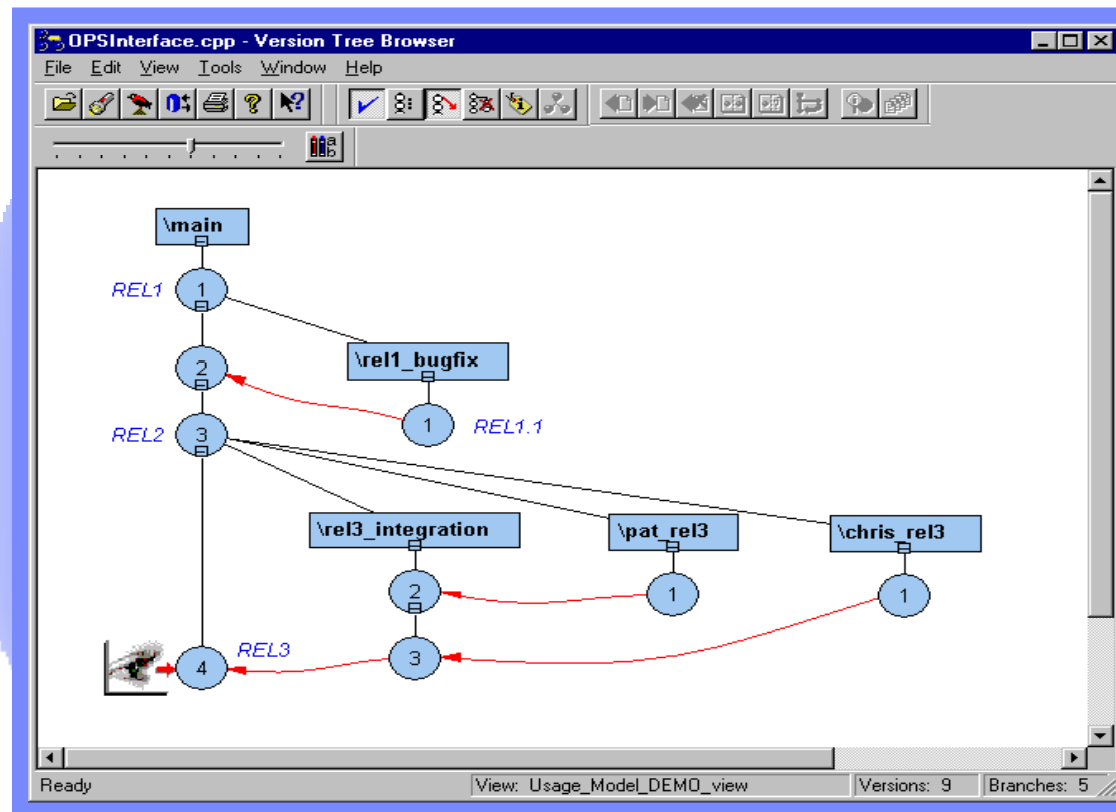 OPSInterface.cpp - Version Tree Browser
File Edit View Tools Window Help
a
b
\main
REL1 1
2
\rel1_bugfix
1 REL1.1
REL2 3
\rel3_integration \pat_rel3 \chris_rel3
2 1 1
REL3
4 3
Ready View: Usage_Model_DEMO_view Versions: 9 Branches: 5